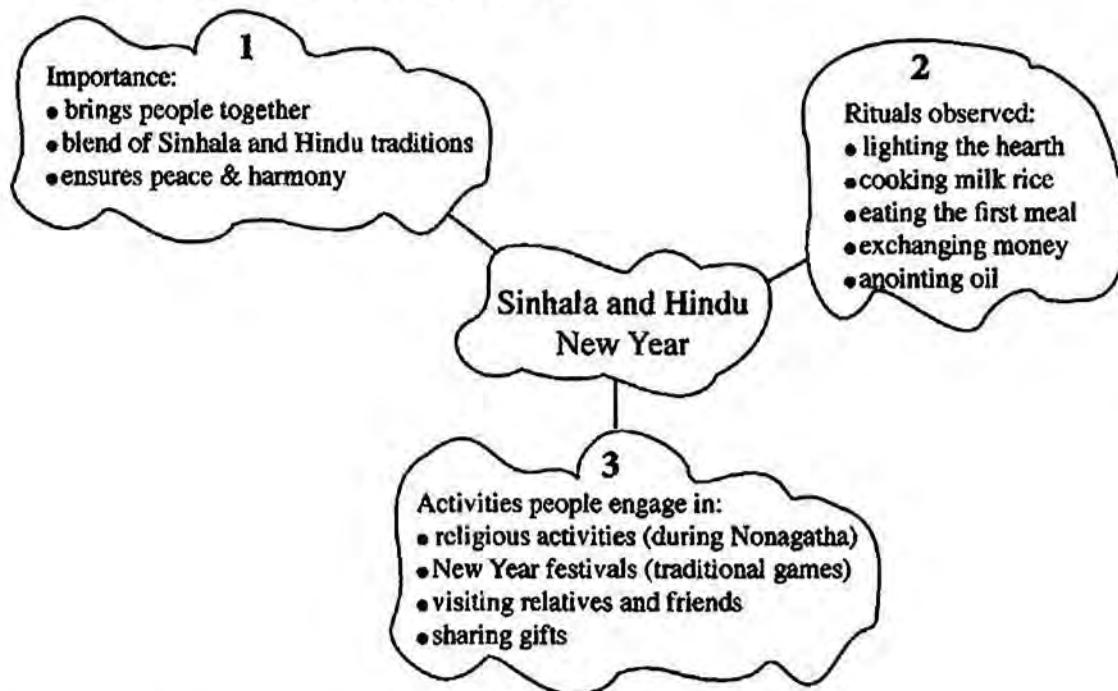 1
Importance:
• brings people together
• blend of Sinhala and Hindu traditions
• ensures peace & harmony
2
Rituals observed:
• lighting the hearth
• cooking milk rice
• eating the first meal
• exchanging money
• anointing oil
Sinhala and Hindu
New Year
3
Activities people engage in:
• religious activities (during Nonagatha)
• New Year festivals (traditional games)
• visiting relatives and friends
• sharing gifts